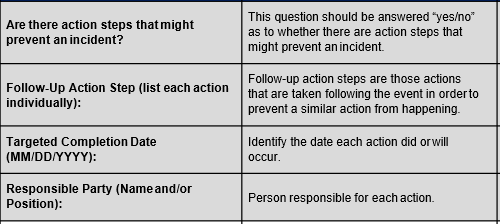 Are there action steps that might
prevent an incident?
This question should be answered "yes/no"
as to whether there are action steps that
might prevent an incident.
Follow-Up Action Step (list each action
individually):
Follow-up action steps are those actions
that are taken following the event in order to
prevent a similar action from happening.
Targeted Completion Date
(MM/DD/YYYY):
Identify the date each action did or will
occur.
Responsible Party (Name and/or
Position):
Person responsible for each action.